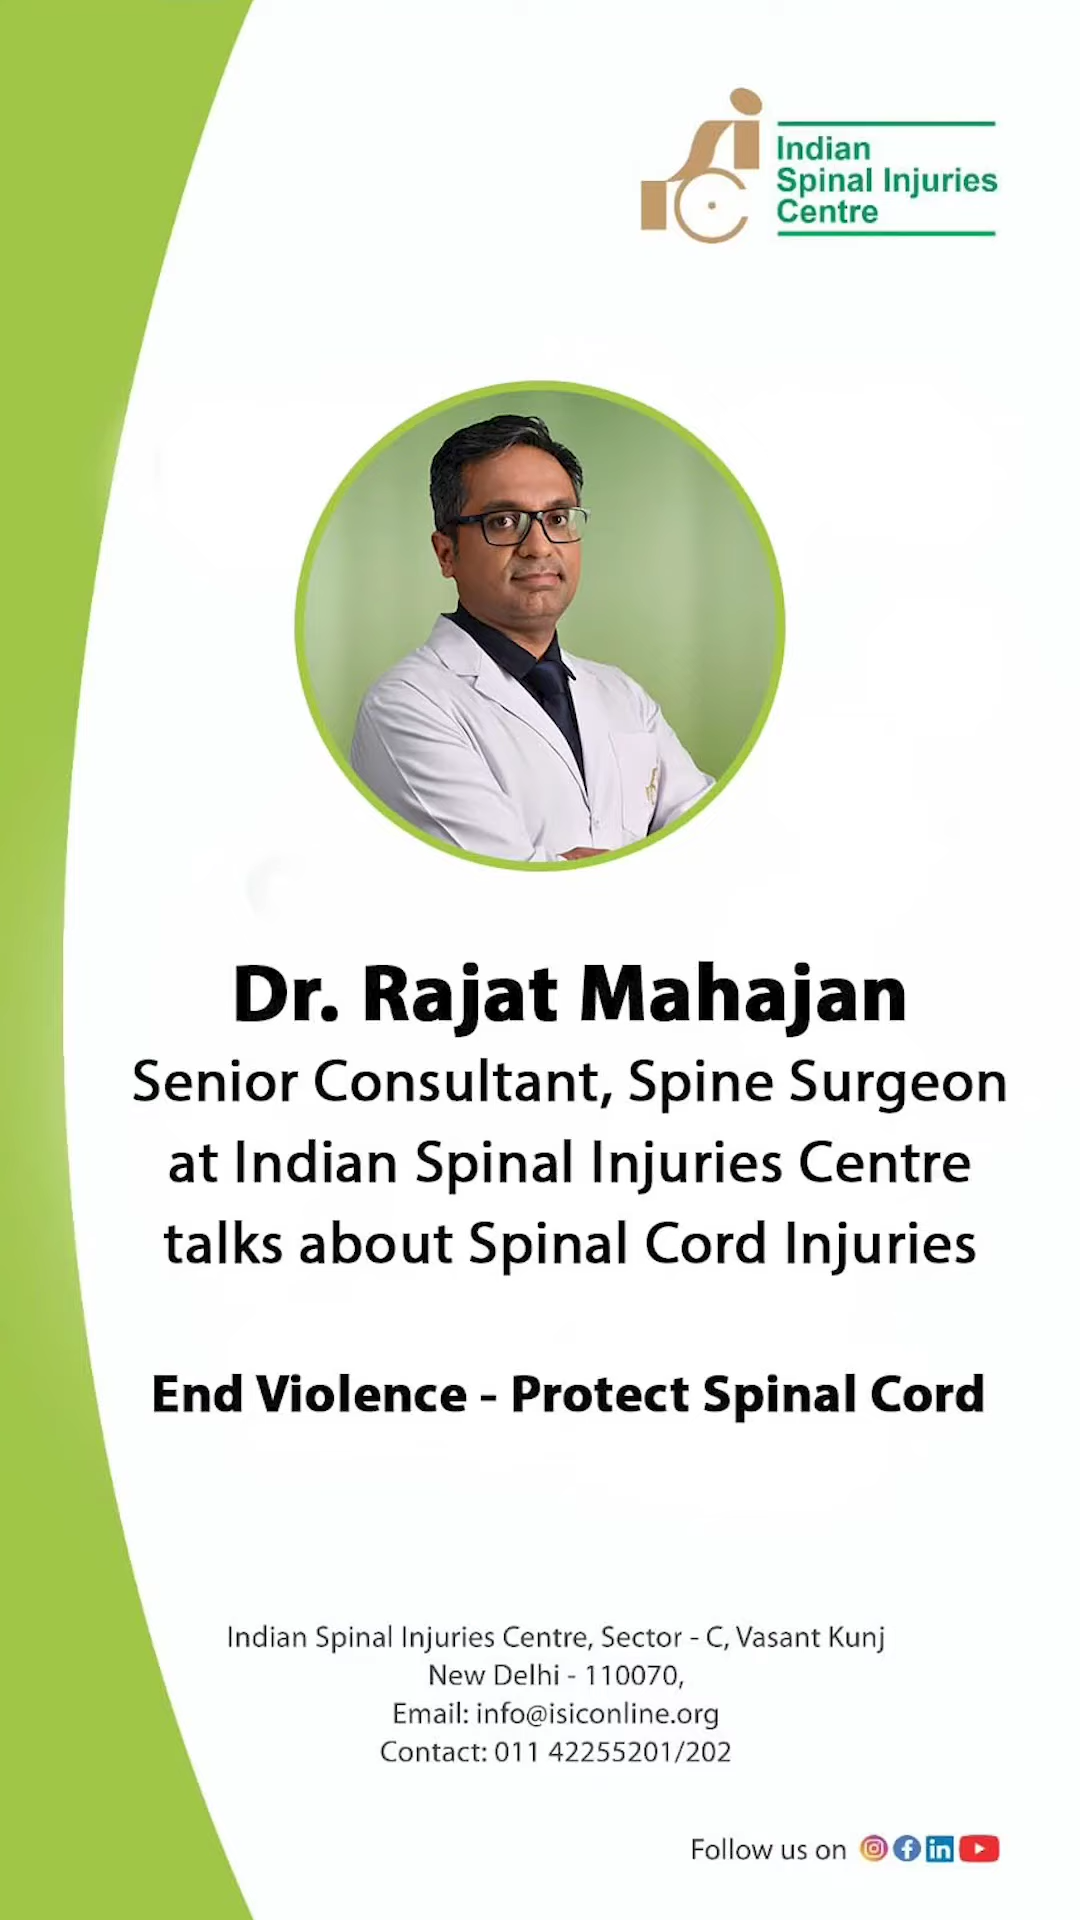 Indian
Spinal Injuries
Centre
Dr. Rajat Mahajan
Senior Consultant, Spine Surgeon
at Indian Spinal Injuries Centre
talks about Spinal Cord Injuries
End Violence - Protect Spinal Cord
Indian Spinal Injuries Centre, Sector - C, Vasant Kunj
New Delhi - 110070,
Email: info@isiconline.org
Contact: 011 42255201/202
Follow us on